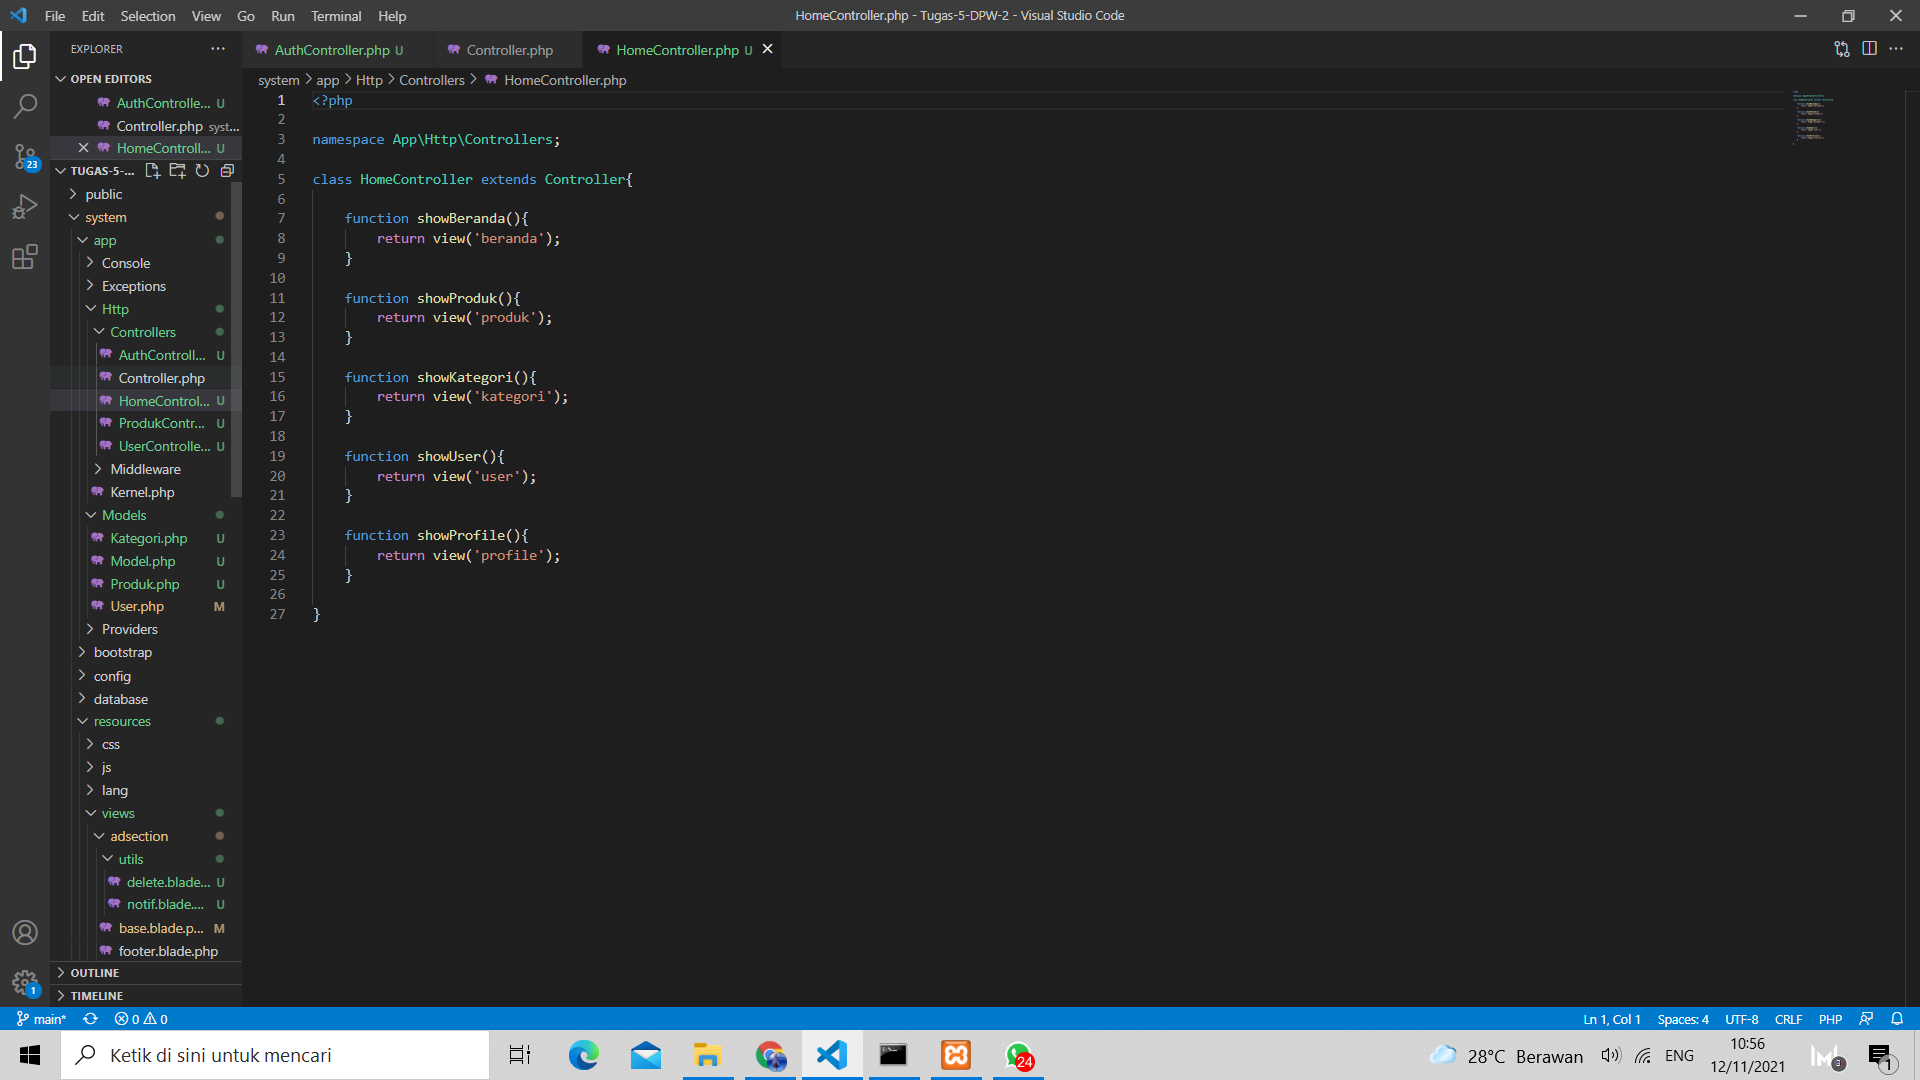 File Edit Selection View Go Run Terminal Help
HomeController.php - Tugas-5-DPW-2 - Visual Studio Code
EXPLORER
OPEN EDITORS
AuthControlle... U
Controller.php syst...
HomeControll... U
TUGAS-5-...
public
system
app
Console
Exceptions
Http
Controllers
AuthControll... U
Controller.php
HomeControl... U
ProdukContr... U
UserControlle... U
Middleware
Kernel.php
Models
Kategori.php U
Model.php U
Produk.php U
User.php M
Providers
bootstrap
config
database
resources
css
js
lang
views
adsection
utils
delete.blade... U
notif.blade.... U
base.blade.p... M
footer.blade.php
OUTLINE
TIMELINE
23
1
AuthController.php U
Controller.php
HomeController.php U
system > app > Http > Controllers > HomeController.php
1 <?php
2
3 namespace App\Http\Controllers;
4
5 class HomeController extends Controller{
6
7 function showBeranda(){
8 return view('beranda');
9 }
10
11 function showProduk(){
12 return view('produk');
13 }
14
15 function showKategori(){
16 return view('kategori');
17 }
18
19 function showUser(){
20 return view('user');
21 }
22
23 function showProfile(){
24 return view('profile');
25 }
26
27 }
main* 0 0
Ln 1, Col 1 Spaces: 4 UTF-8 CRLF PHP
Ketik di sini untuk mencari
24
28°C Berawan
ENG
10:56
12/11/2021
3
1